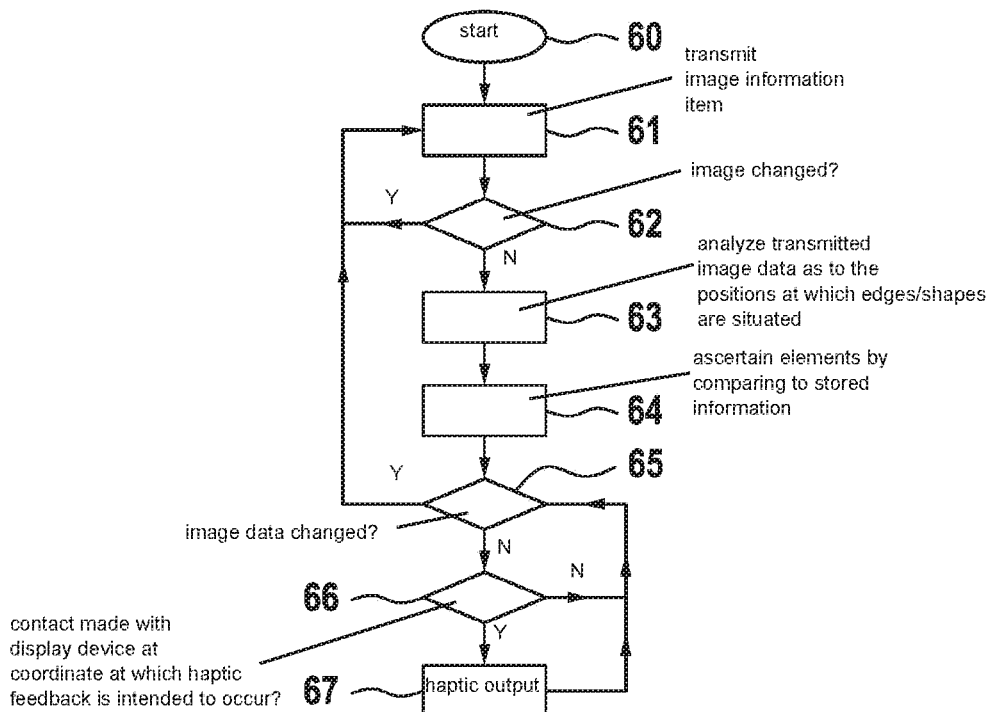 start
60
transmit
image information
item
61
image changed?
Y
62
N
analyze transmitted
image data as to the
positions at which edges/shapes
are situated
63
ascertain elements by
comparing to stored
information
64
65
Y
image data changed?
N
66
N
contact made with
display device at
coordinate at which haptic
feedback is intended to occur?
Y
67
haptic output